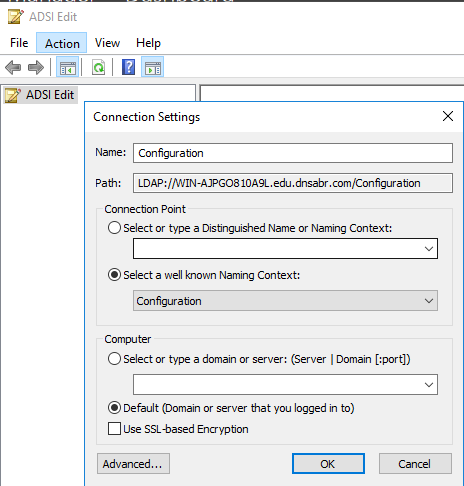 ADSI Edit
File Action View Help
ADSI Edit
Connection Settings
Name: Configuration
Path: LDAP://WIN-AJPGO810A9L.edu.dnsabr.com/Configuration
Connection Point
Select or type a Distinguished Name or Naming Context:
Select a well known Naming Context:
Configuration
Computer
Select or type a domain or server: (Server | Domain [:port])
Default (Domain or server that you logged in to)
Use SSL-based Encryption
Advanced... OK Cancel